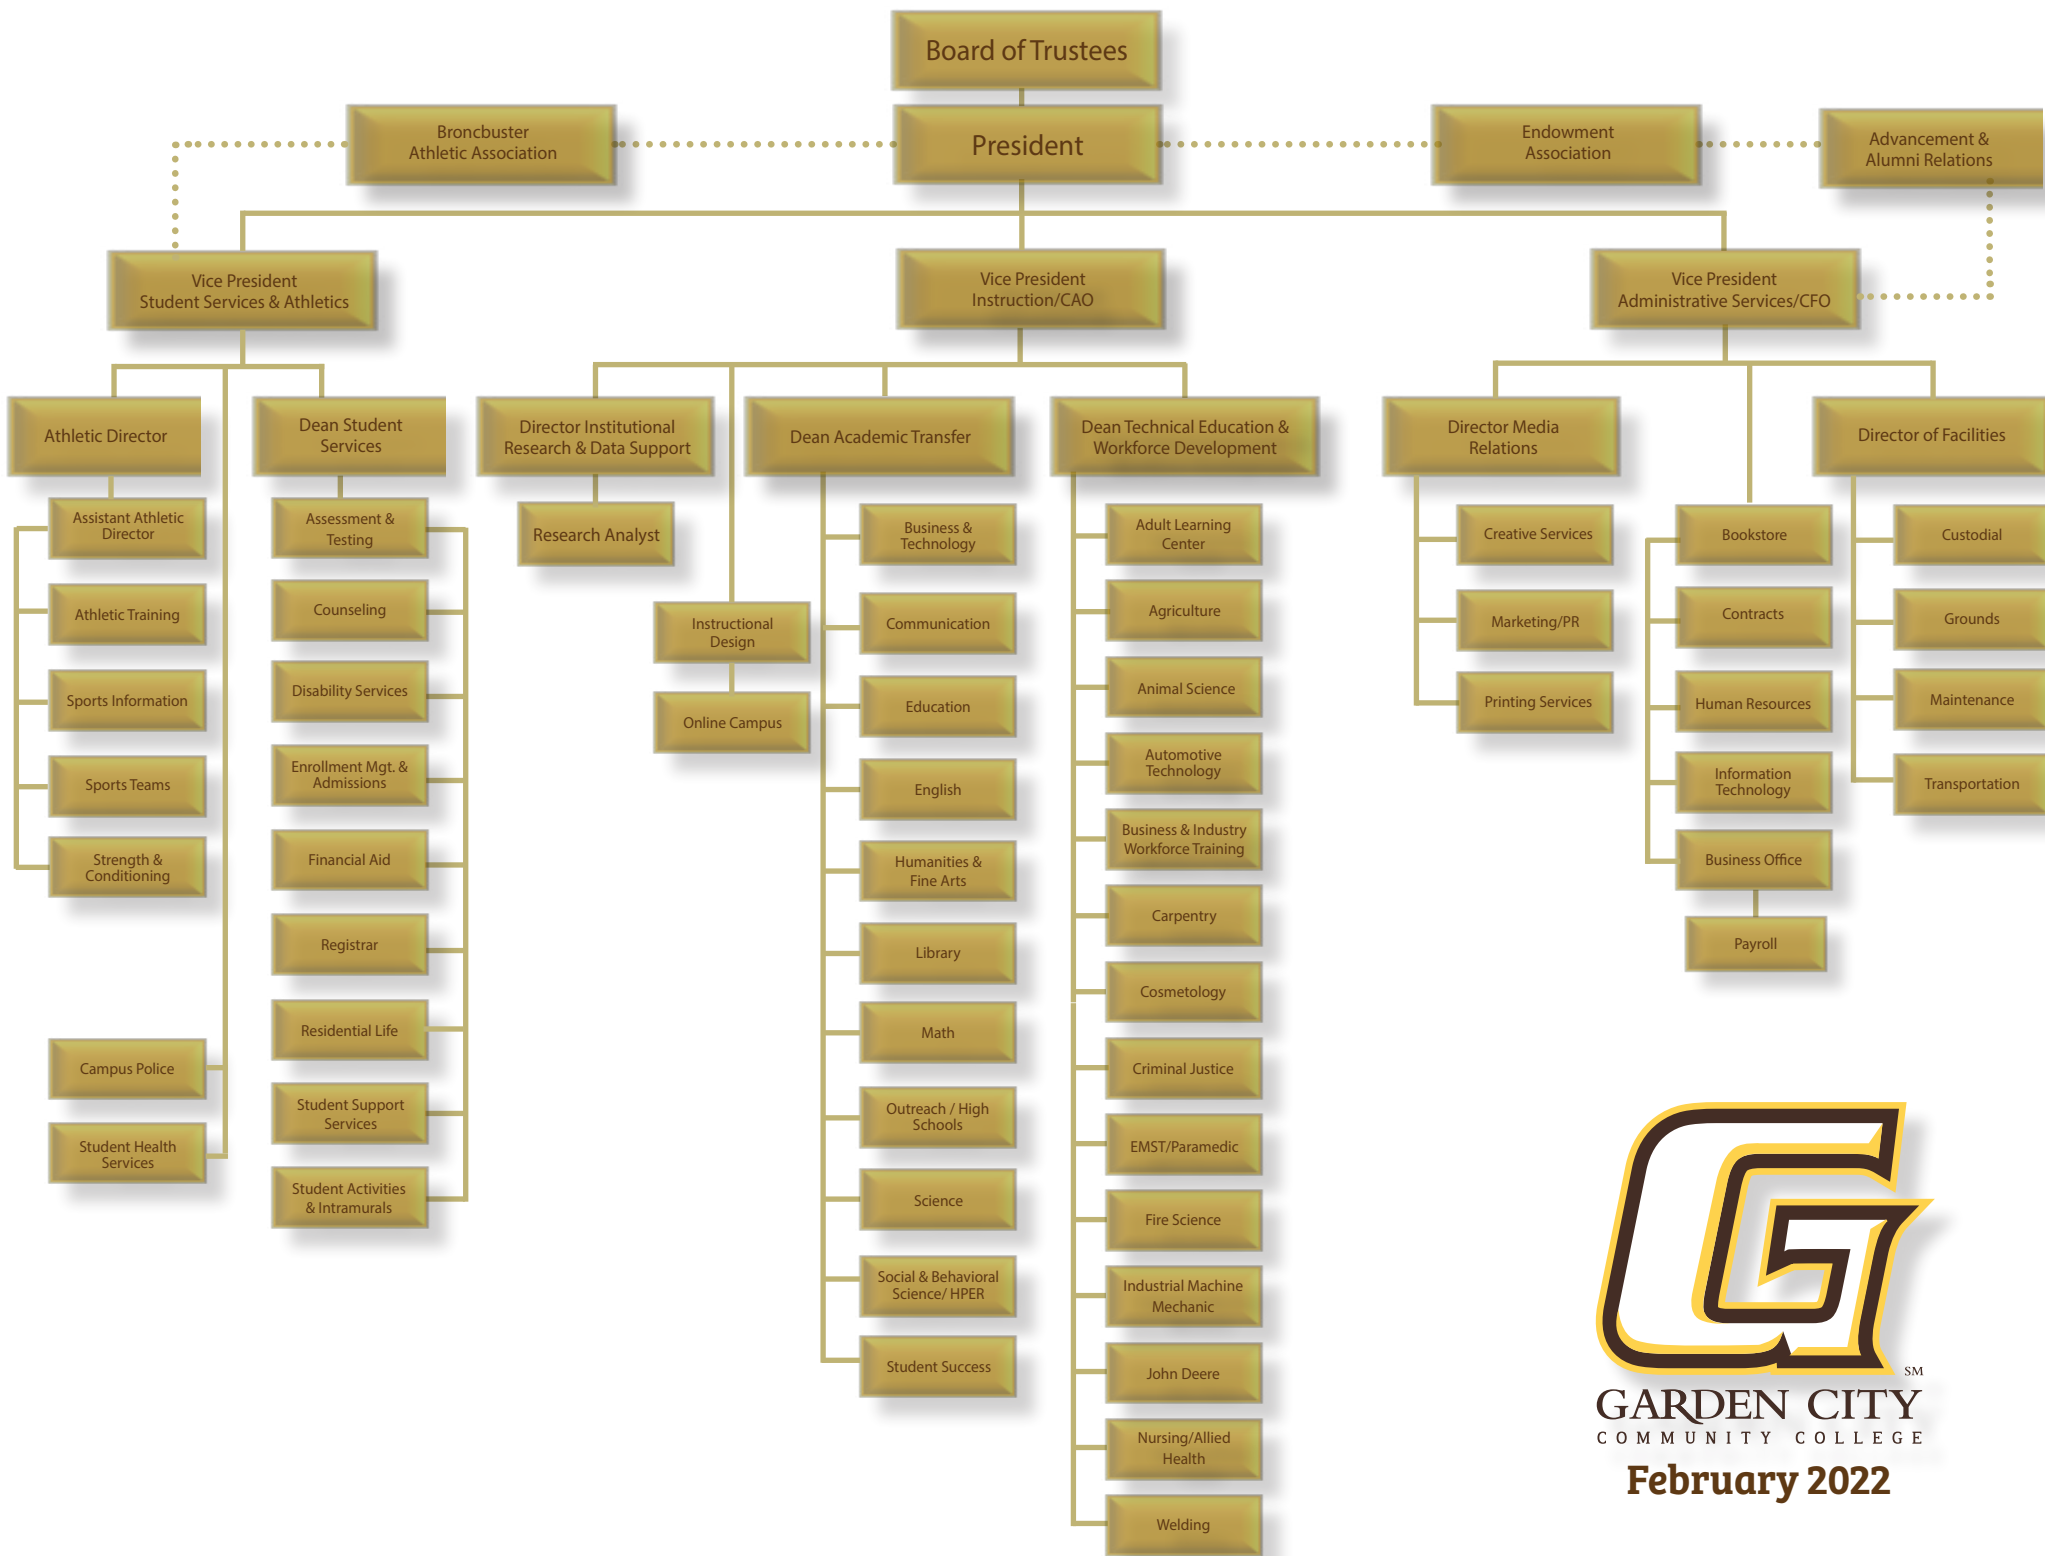 Board of Trustees
Broncbuster
Athletic Association
President
Endowment
Association
Advancement &
Alumni Relations
Vice President
Student Services & Athletics
Vice President
Instruction/CAO
Vice President
Administrative Services/CFO
Athletic Director
Assistant Athletic
Director
Athletic Training
Sports Information
Sports Teams
Strength &
Conditioning
Campus Police
Student Health
Services
Dean Student
Services
Assessment &
Testing
Counseling
Disability Services
Enrollment Mgt. &
Admissions
Financial Aid
Registrar
Residential Life
Student Support
Services
Student Activities
& Intramurals
Director Institutional
Research & Data Support
Research Analyst
Instructional
Design
Online Campus
Dean Academic Transfer
Business &
Technology
Communication
Education
English
Humanities &
Fine Arts
Library
Math
Outreach / High
Schools
Science
Social & Behavioral
Science/ HPER
Student Success
Dean Technical Education &
Workforce Development
Adult Learning
Center
Agriculture
Animal Science
Automotive
Technology
Business & Industry
Workforce Training
Carpentry
Cosmetology
Criminal Justice
EMST/Paramedic
Fire Science
Industrial Machine
Mechanic
John Deere
Nursing/Allied
Health
Welding
Director Media
Relations
Creative Services
Marketing/PR
Printing Services
Bookstore
Contracts
Human Resources
Information
Technology
Business Office
Payroll
Director of Facilities
Custodial
Grounds
Maintenance
Transportation
G
SM
GARDEN CITY
COMMUNITY COLLEGE
February 2022